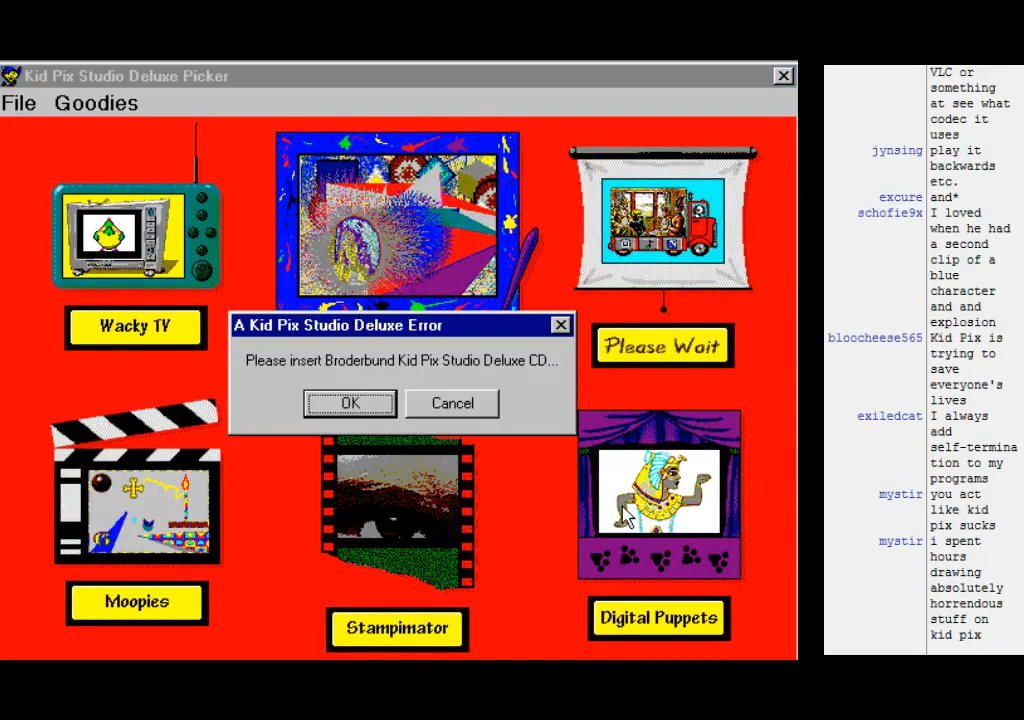 Kid Pix Studio Deluxe Picker
File Goodies
Wacky TV
Please Wait
A Kid Pix Studio Deluxe Error
Please insert Broderbund Kid Pix Studio Deluxe CD...
OK Cancel
Moopies
Stampimator
Digital Puppets
VLC or
something
at see what
codec it
uses
jynsing play it
backwards
etc.
excure and*
schofie9x I loved
when he had
a second
clip of a
blue
character
and and
explosion
bloocheese565 Kid Pix is
trying to
save
everyone's
lives
exiledcat I always
add
self-termina
tion to my
programs
mystir you act
like kid
pix sucks
mystir i spent
hours
drawing
absolutely
horrendous
stuff on
kid pix